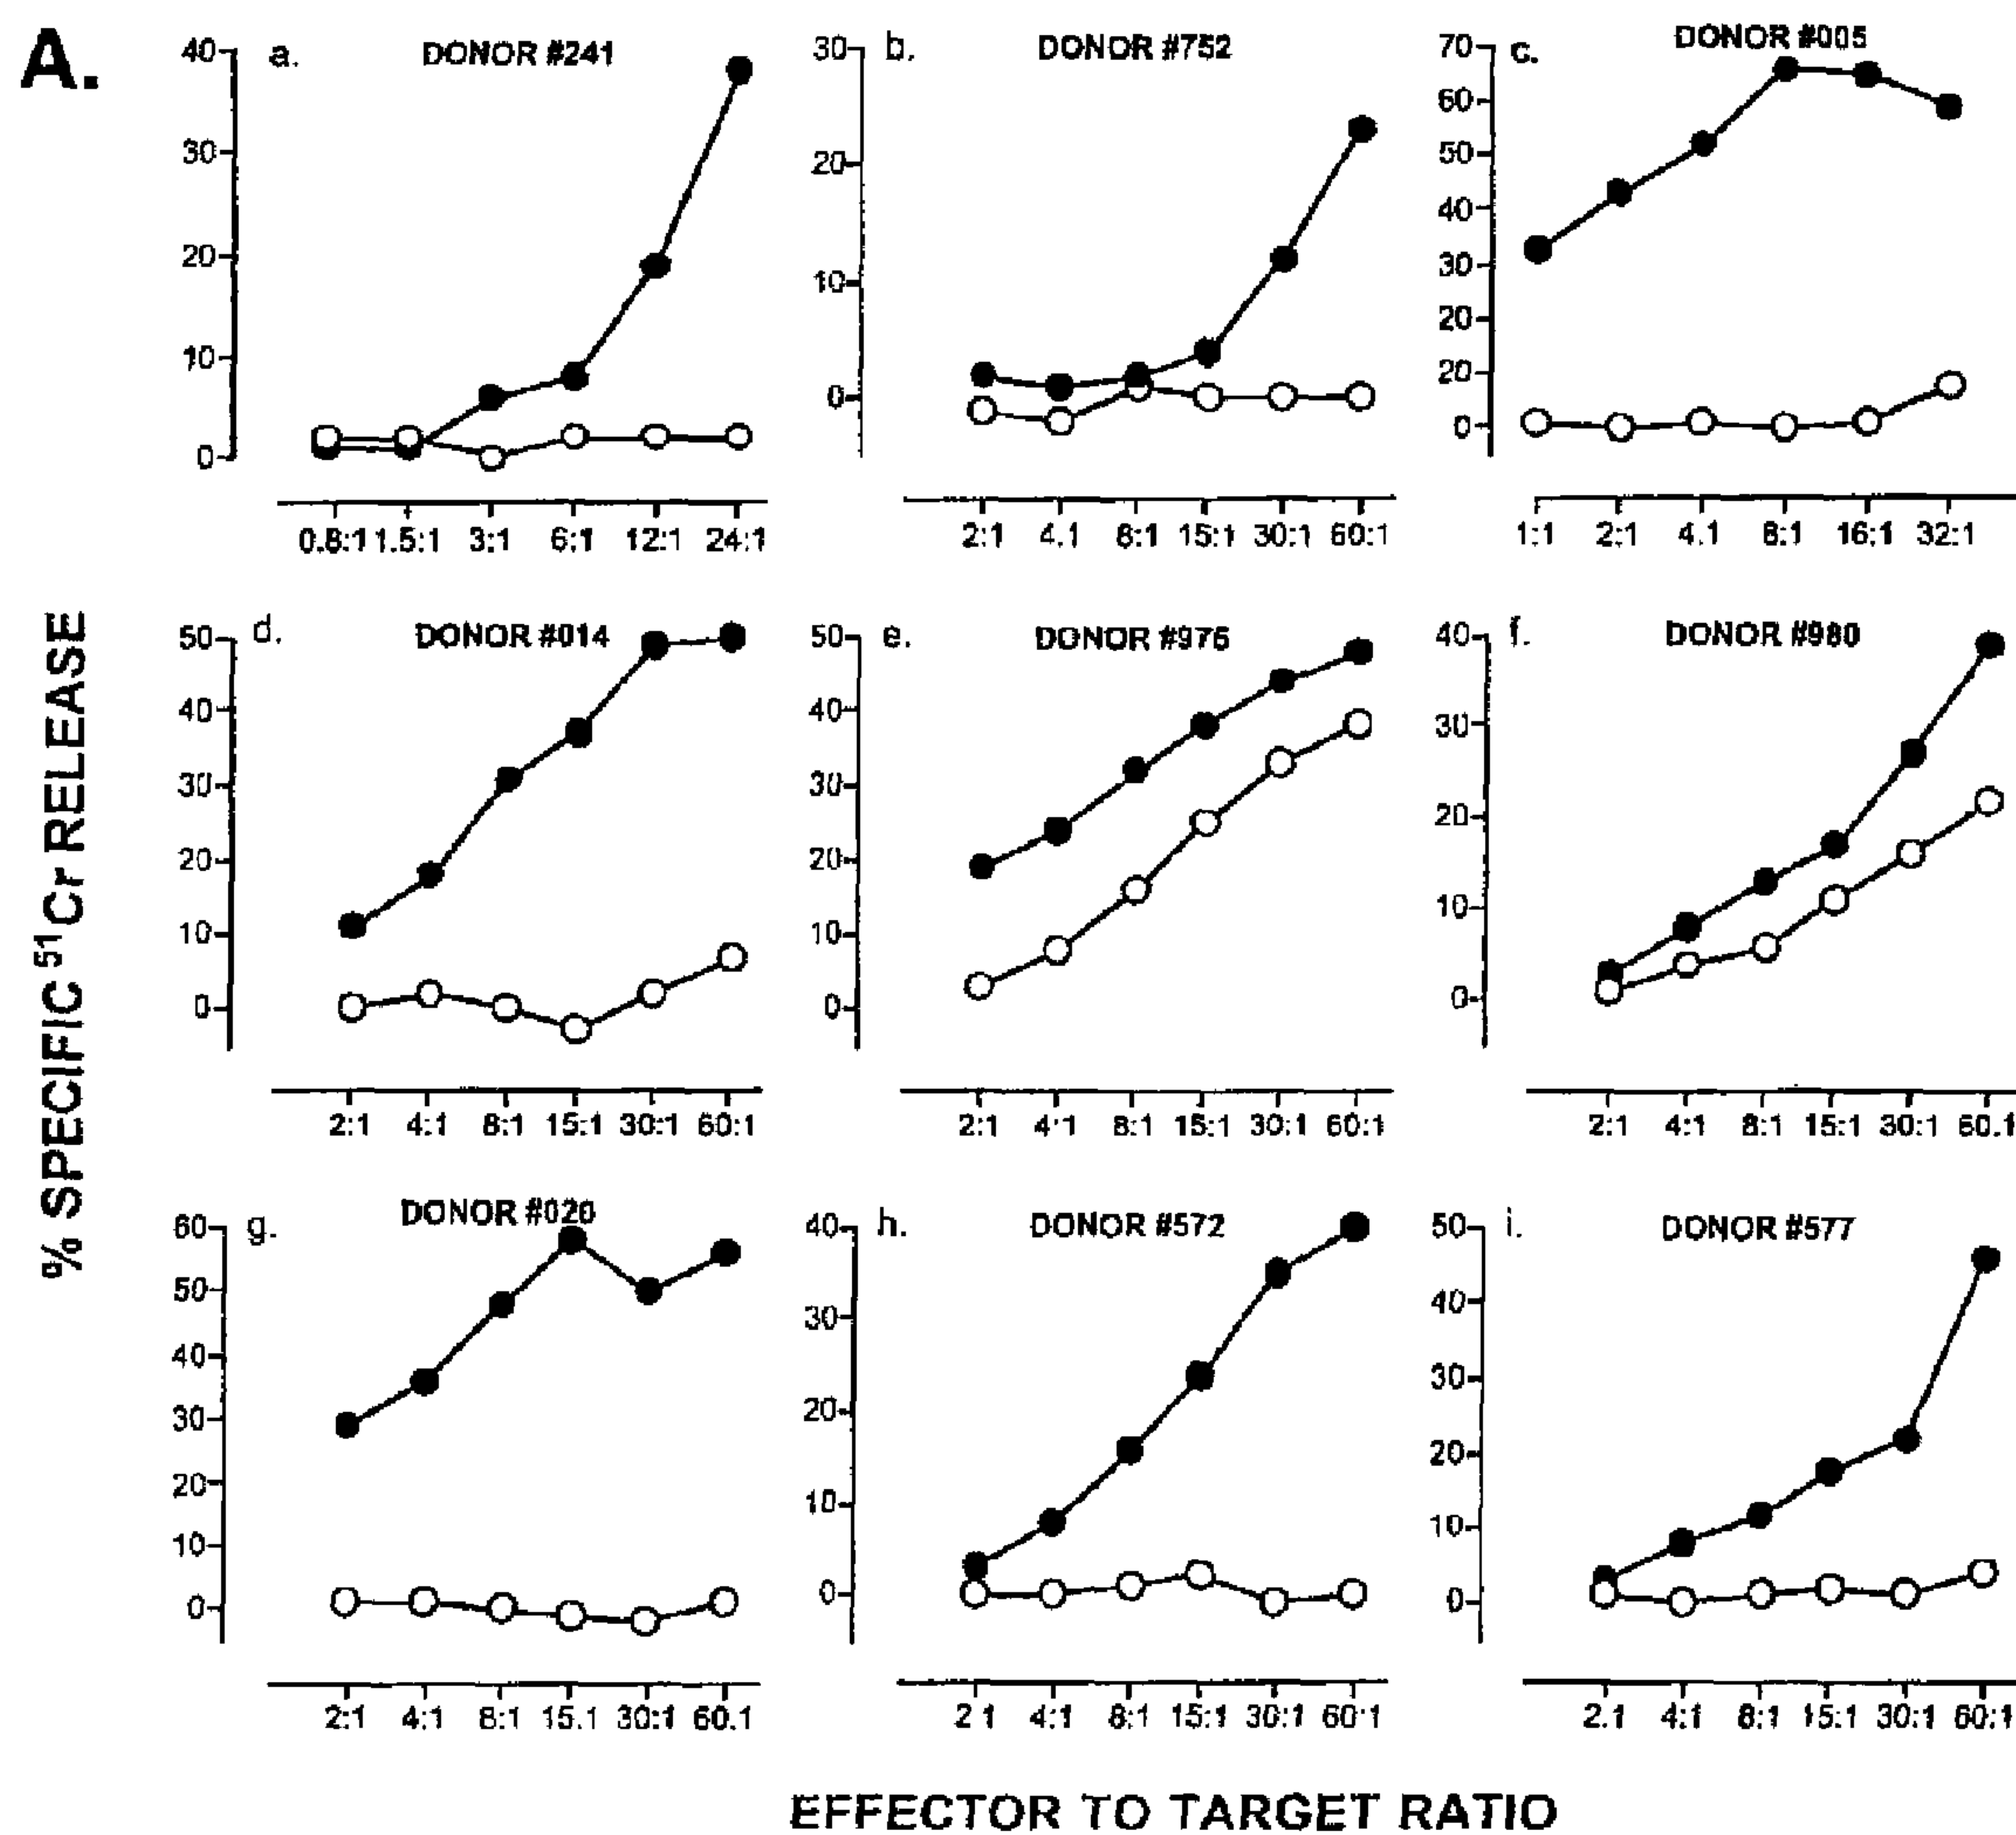 A.
% SPECIFIC 51Cr RELEASE
a. DONOR #241
40
30
20
10
0
0.8:1 1.5:1 3:1 6:1 12:1 24:1
b. DONOR #752
30
20
10
0
2:1 4.1 8:1 15:1 30:1 60:1
c. DONOR #005
70
60
50
40
30
20
20
0
1:1 2:1 4.1 8:1 16:1 32:1
d. DONOR #014
50
40
30
20
10
0
2:1 4:1 8:1 15:1 30:1 60:1
e. DONOR #976
50
40
30
20
10
0
2:1 4:1 8:1 15:1 30:1 60:1
f. DONOR #980
40
30
20
10
0
2:1 4:1 8:1 15:1 30:1 60.1
g. DONOR #020
60
50
40
30
20
10
0
2:1 4:1 8:1 15.1 30:1 60.1
h. DONOR #572
40
30
20
10
0
2 1 4:1 8:1 15:1 30:1 60:1
i. DONOR #577
50
40
30
20
10
0
2.1 4:1 8:1 15:1 30:1 60:1
EFFECTOR TO TARGET RATIO